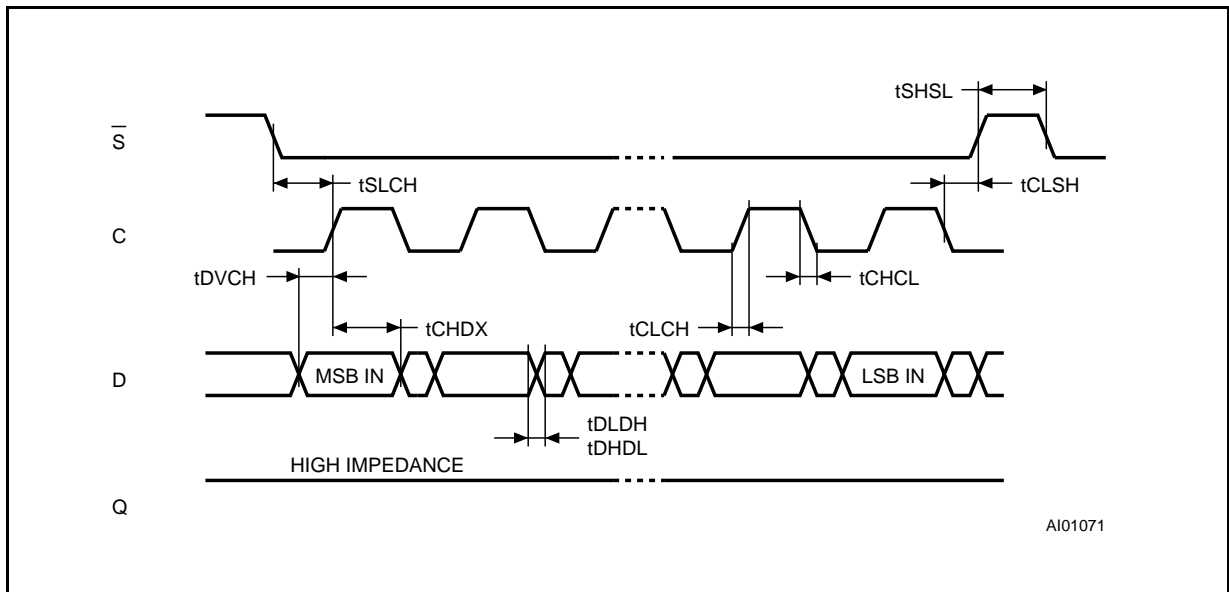 tSHSL
S̅
tSLCH
tCLSH
C
tDVCH
tCHCL
tCHDX
tCLCH
D
MSB IN
LSB IN
tDLDH
tDHDL
HIGH IMPEDANCE
Q
AI01071